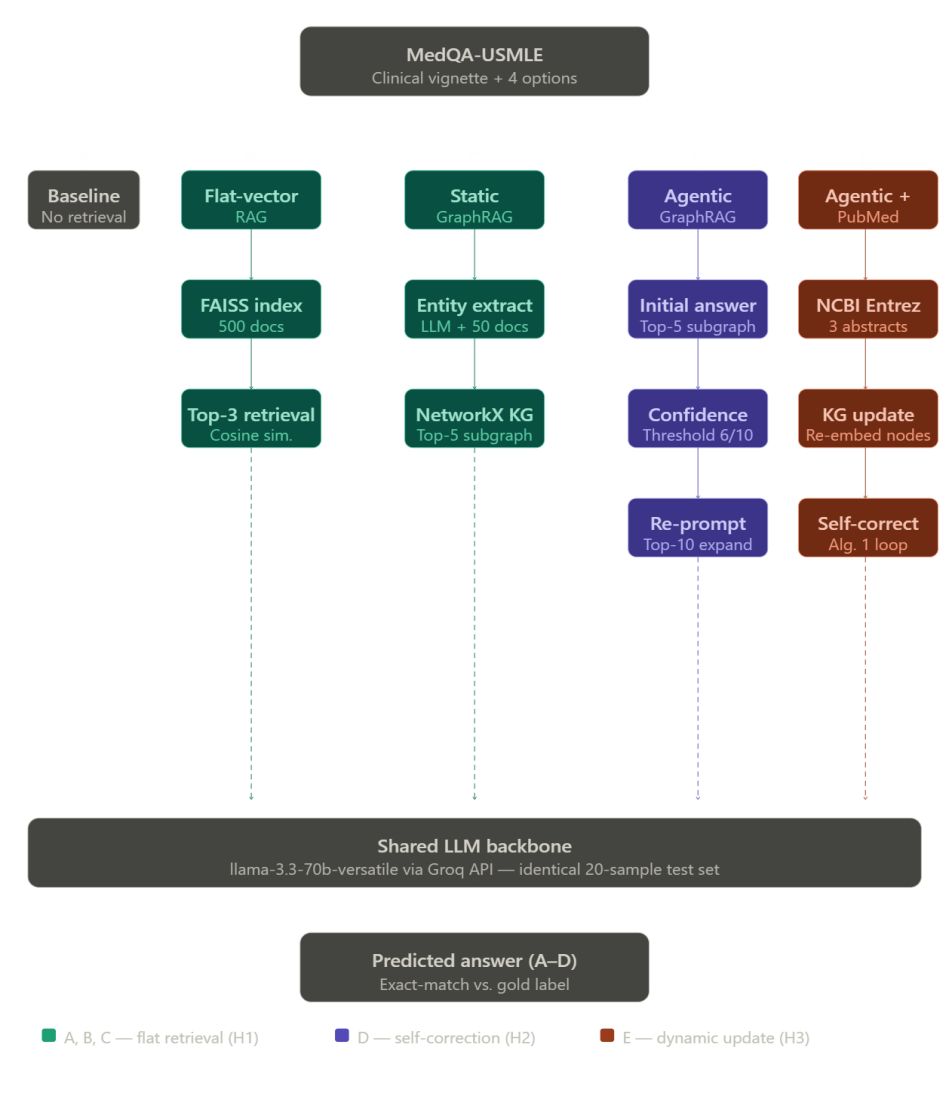 MedQA-USMLE
Clinical vignette + 4 options
Baseline
No retrieval
Flat-vector
RAG
Static
GraphRAG
Agentic
GraphRAG
Agentic +
PubMed
FAISS index
500 docs
Entity extract
LLM + 50 docs
Initial answer
Top-5 subgraph
NCBI Entrez
3 abstracts
Top-3 retrieval
Cosine sim.
NetworkX KG
Top-5 subgraph
Confidence
Threshold 6/10
KG update
Re-embed nodes
Re-prompt
Top-10 expand
Self-correct
Alg. 1 loop
Shared LLM backbone
llama-3.3-70b-versatile via Groq API — identical 20-sample test set
Predicted answer (A–D)
Exact-match vs. gold label
A, B, C — flat retrieval (H1)
D — self-correction (H2)
E — dynamic update (H3)